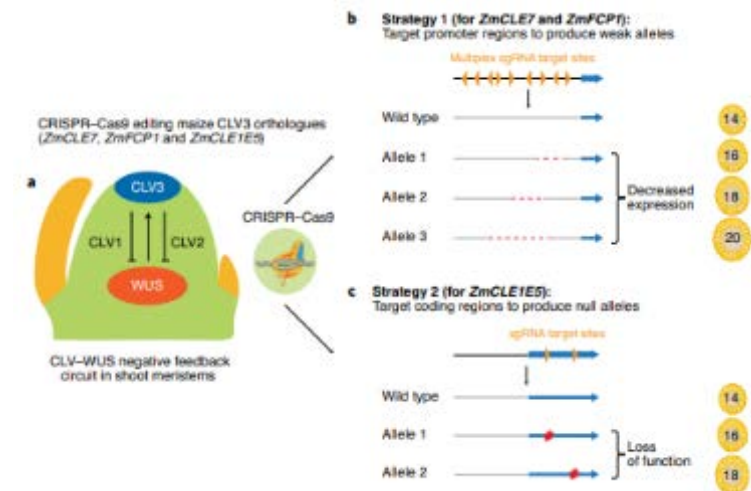 CRISPR–Cas9 editing maize CLV3 orthologues
(ZmCLE7, ZmFCP1 and ZmCLE1E5)
a
CLV3
CLV1
CLV2
WUS
CLV–WUS negative feedback
circuit in shoot meristems
CRISPR–Cas9
b Strategy 1 (for ZmCLE7 and ZmFCP1):
Target promoter regions to produce weak alleles
Multiplex sgRNA target sites
Wild type
14
Allele 1
16
Allele 2
18
Allele 3
20
Decreased
expression
c Strategy 2 (for ZmCLE1E5):
Target coding regions to produce null alleles
sgRNA target sites
Wild type
14
Allele 1
16
Allele 2
18
Loss
of function